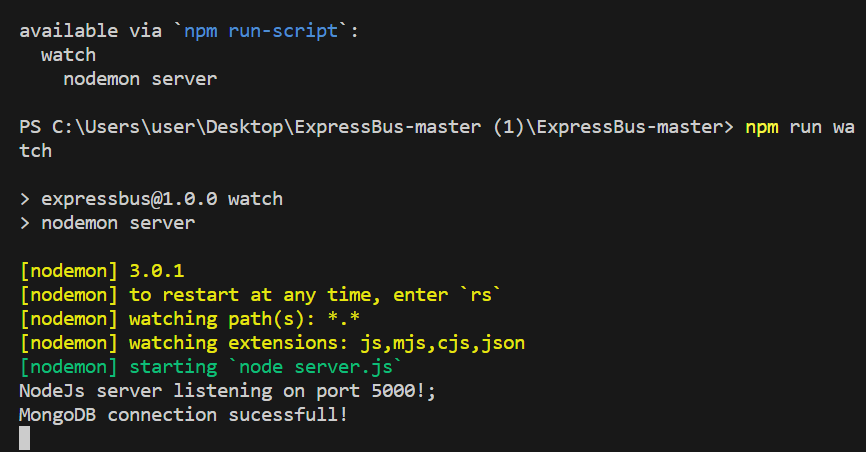 available via `npm run-script`:
watch
nodemon server
PS C:\Users\user\Desktop\ExpressBus-master (1)\ExpressBus-master> npm run wa
tch
> expressbus@1.0.0 watch
> nodemon server
[nodemon] 3.0.1
[nodemon] to restart at any time, enter `rs`
[nodemon] watching path(s): *.*
[nodemon] watching extensions: js,mjs,cjs,json
[nodemon] starting `node server.js`
NodeJs server listening on port 5000!;
MongoDB connection sucessfull!